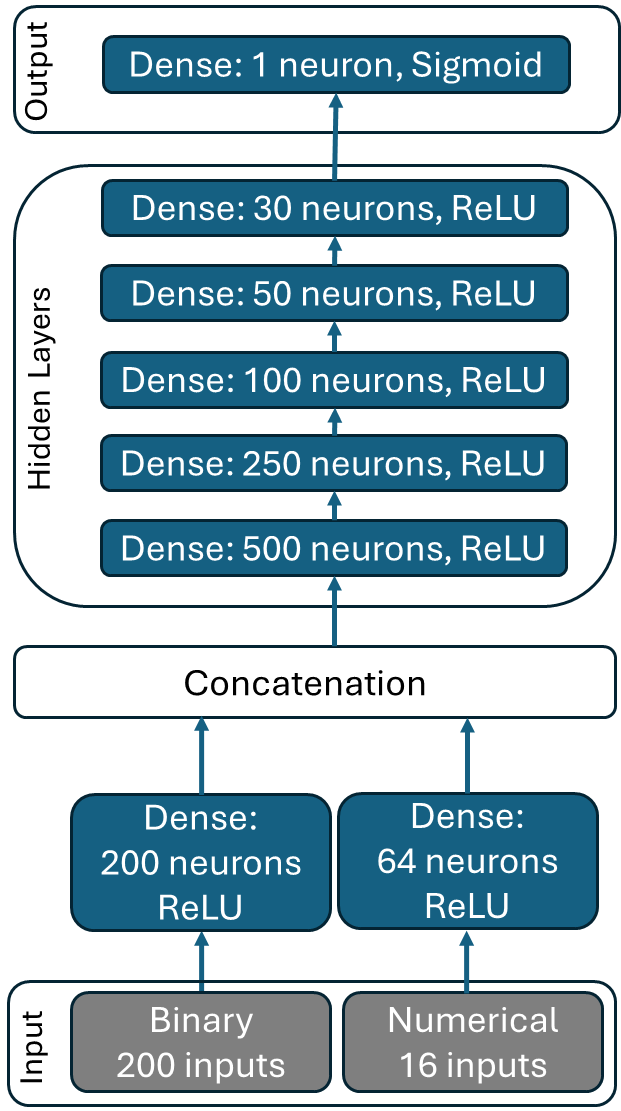 Output
Dense: 1 neuron, Sigmoid
Hidden Layers
Dense: 30 neurons, ReLU
Dense: 50 neurons, ReLU
Dense: 100 neurons, ReLU
Dense: 250 neurons, ReLU
Dense: 500 neurons, ReLU
Concatenation
Dense:
200 neurons
ReLU
Dense:
64 neurons
ReLU
Input
Binary
200 inputs
Numerical
16 inputs